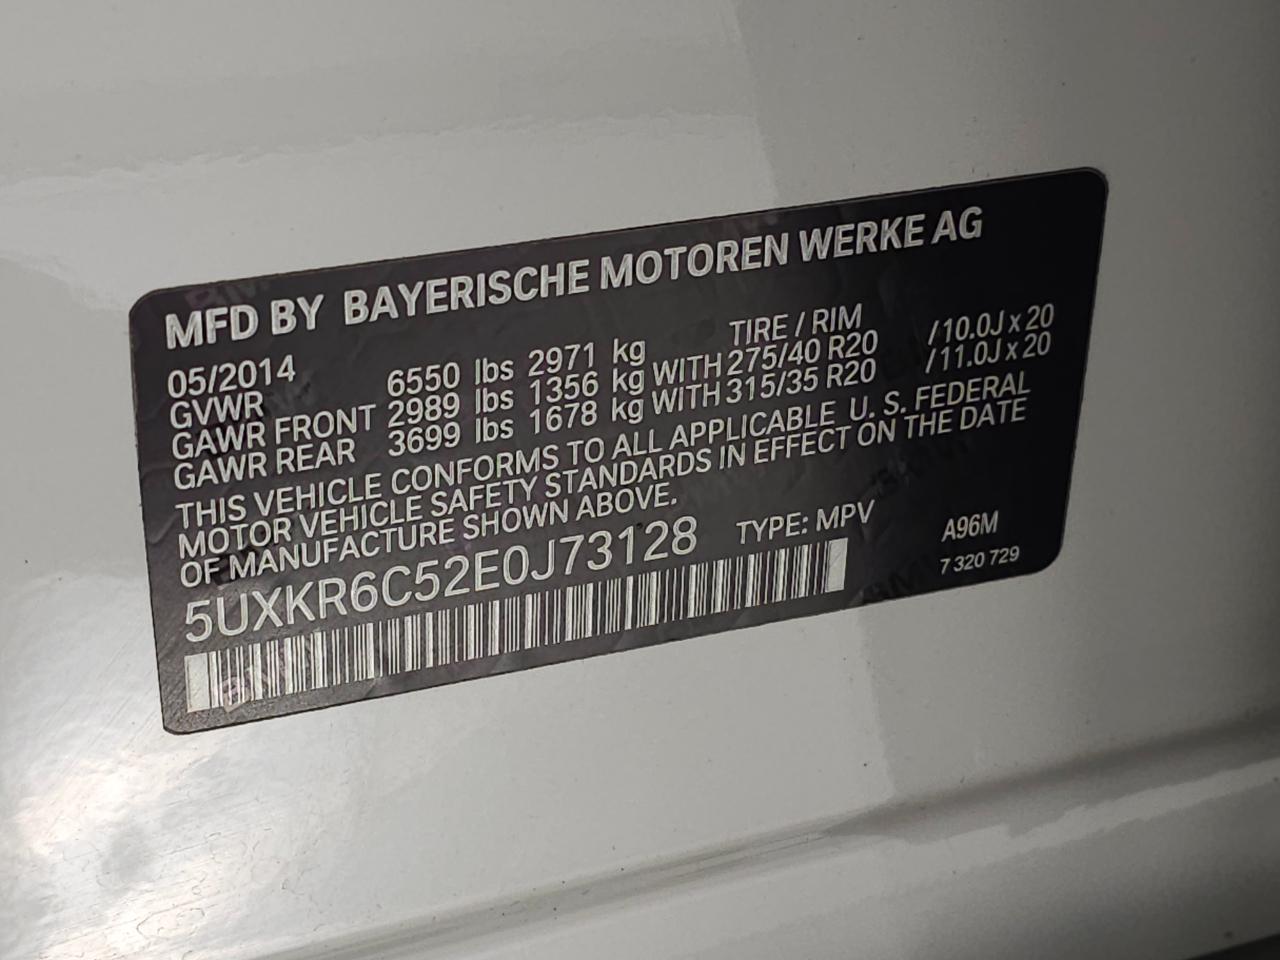 MFD BY BAYERISCHE MOTOREN WERKE AG
05/2014 TIRE / RIM
GVWR 6550 lbs 2971 kg
GAWR FRONT 2989 lbs 1356 kg WITH 275/40 R20 /10.0J x 20
GAWR REAR 3699 lbs 1678 kg WITH 315/35 R20 /11.0J x 20
THIS VEHICLE CONFORMS TO ALL APPLICABLE U. S. FEDERAL
MOTOR VEHICLE SAFETY STANDARDS IN EFFECT ON THE DATE
OF MANUFACTURE SHOWN ABOVE.
5UXKR6C52E0J73128 TYPE: MPV A96M
7 320 729